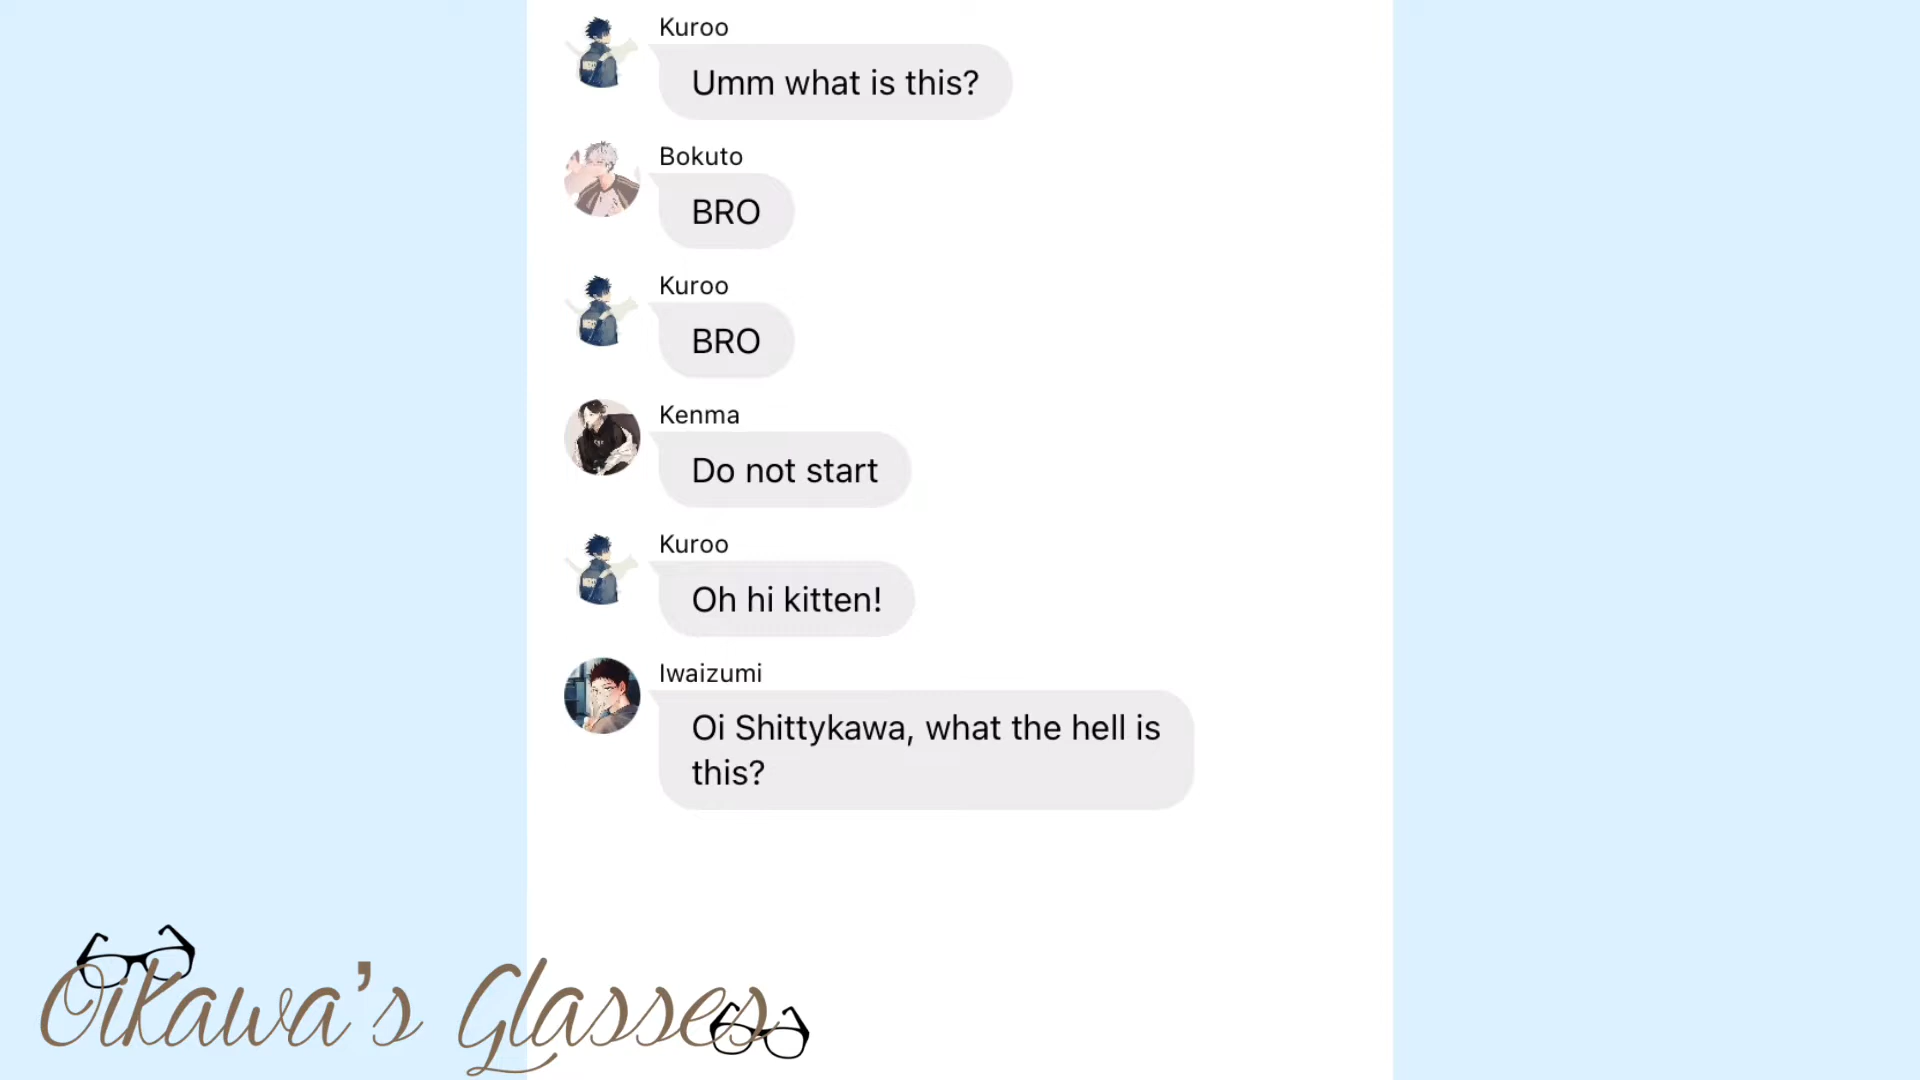 Kuroo
Umm what is this?
Bokuto
BRO
Kuroo
BRO
Kenma
Do not start
Kuroo
Oh hi kitten!
Iwaizumi
Oi Shittykawa, what the hell is
this?
Oikawa's Glasses